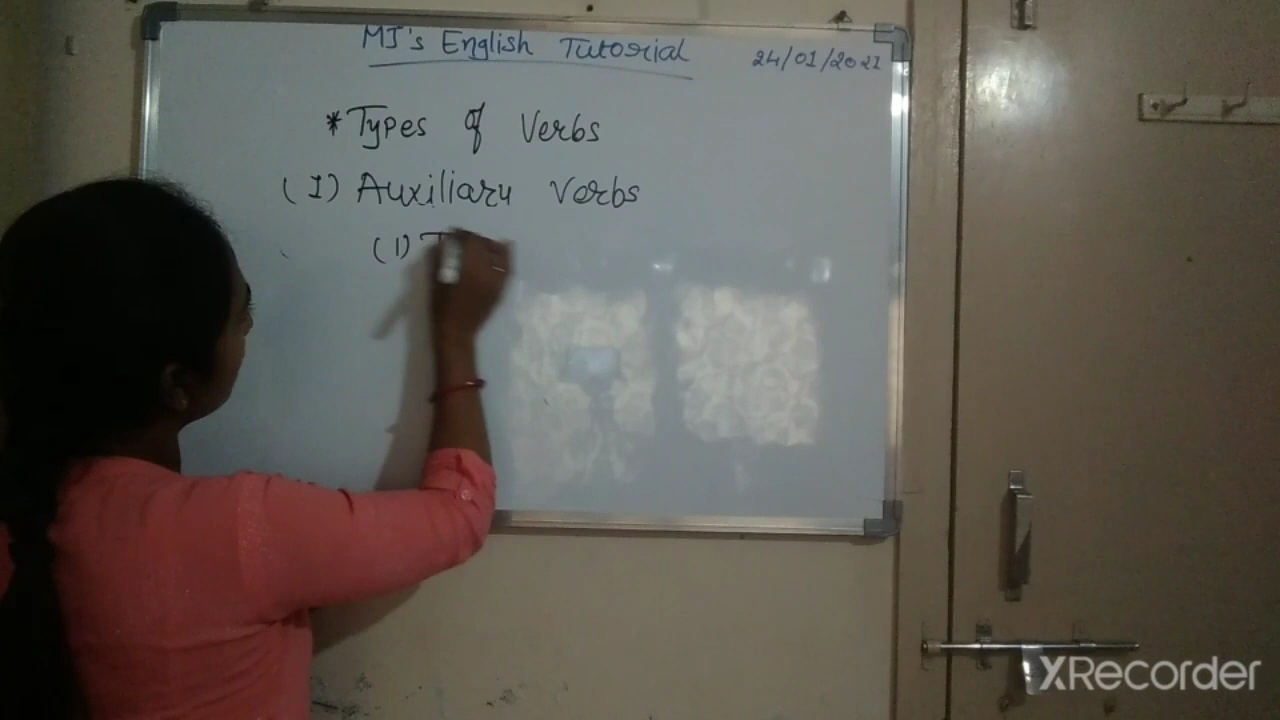 MJ's English Tutorial 24/01/2021
*Types of Verbs
(I) Auxiliary Verbs
(1) T
XRecorder